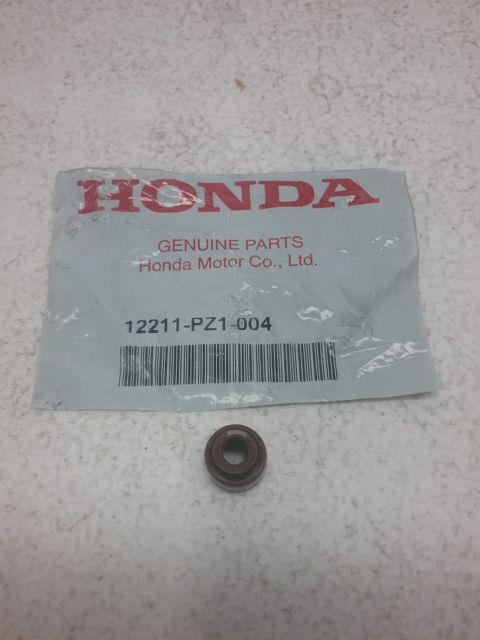 HONDA
GENUINE PARTS
Honda Motor Co., Ltd.
12211-PZ1-004